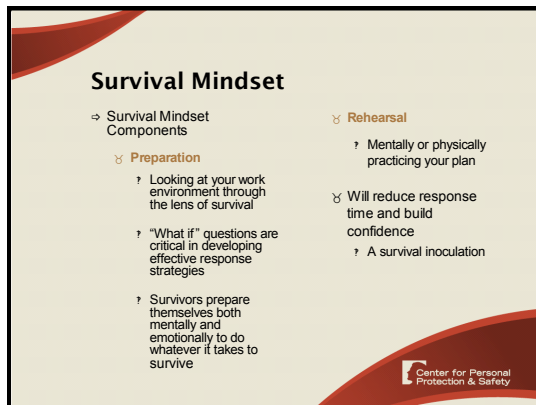 Survival Mindset
⇨ Survival Mindset
Components
♉ Preparation
? Looking at your work
environment through
the lens of survival
? “What if” questions are
critical in developing
effective response
strategies
? Survivors prepare
themselves both
mentally and
emotionally to do
whatever it takes to
survive
♉ Rehearsal
? Mentally or physically
practicing your plan
♉ Will reduce response
time and build
confidence
? A survival inoculation
Center for Personal
Protection & Safety